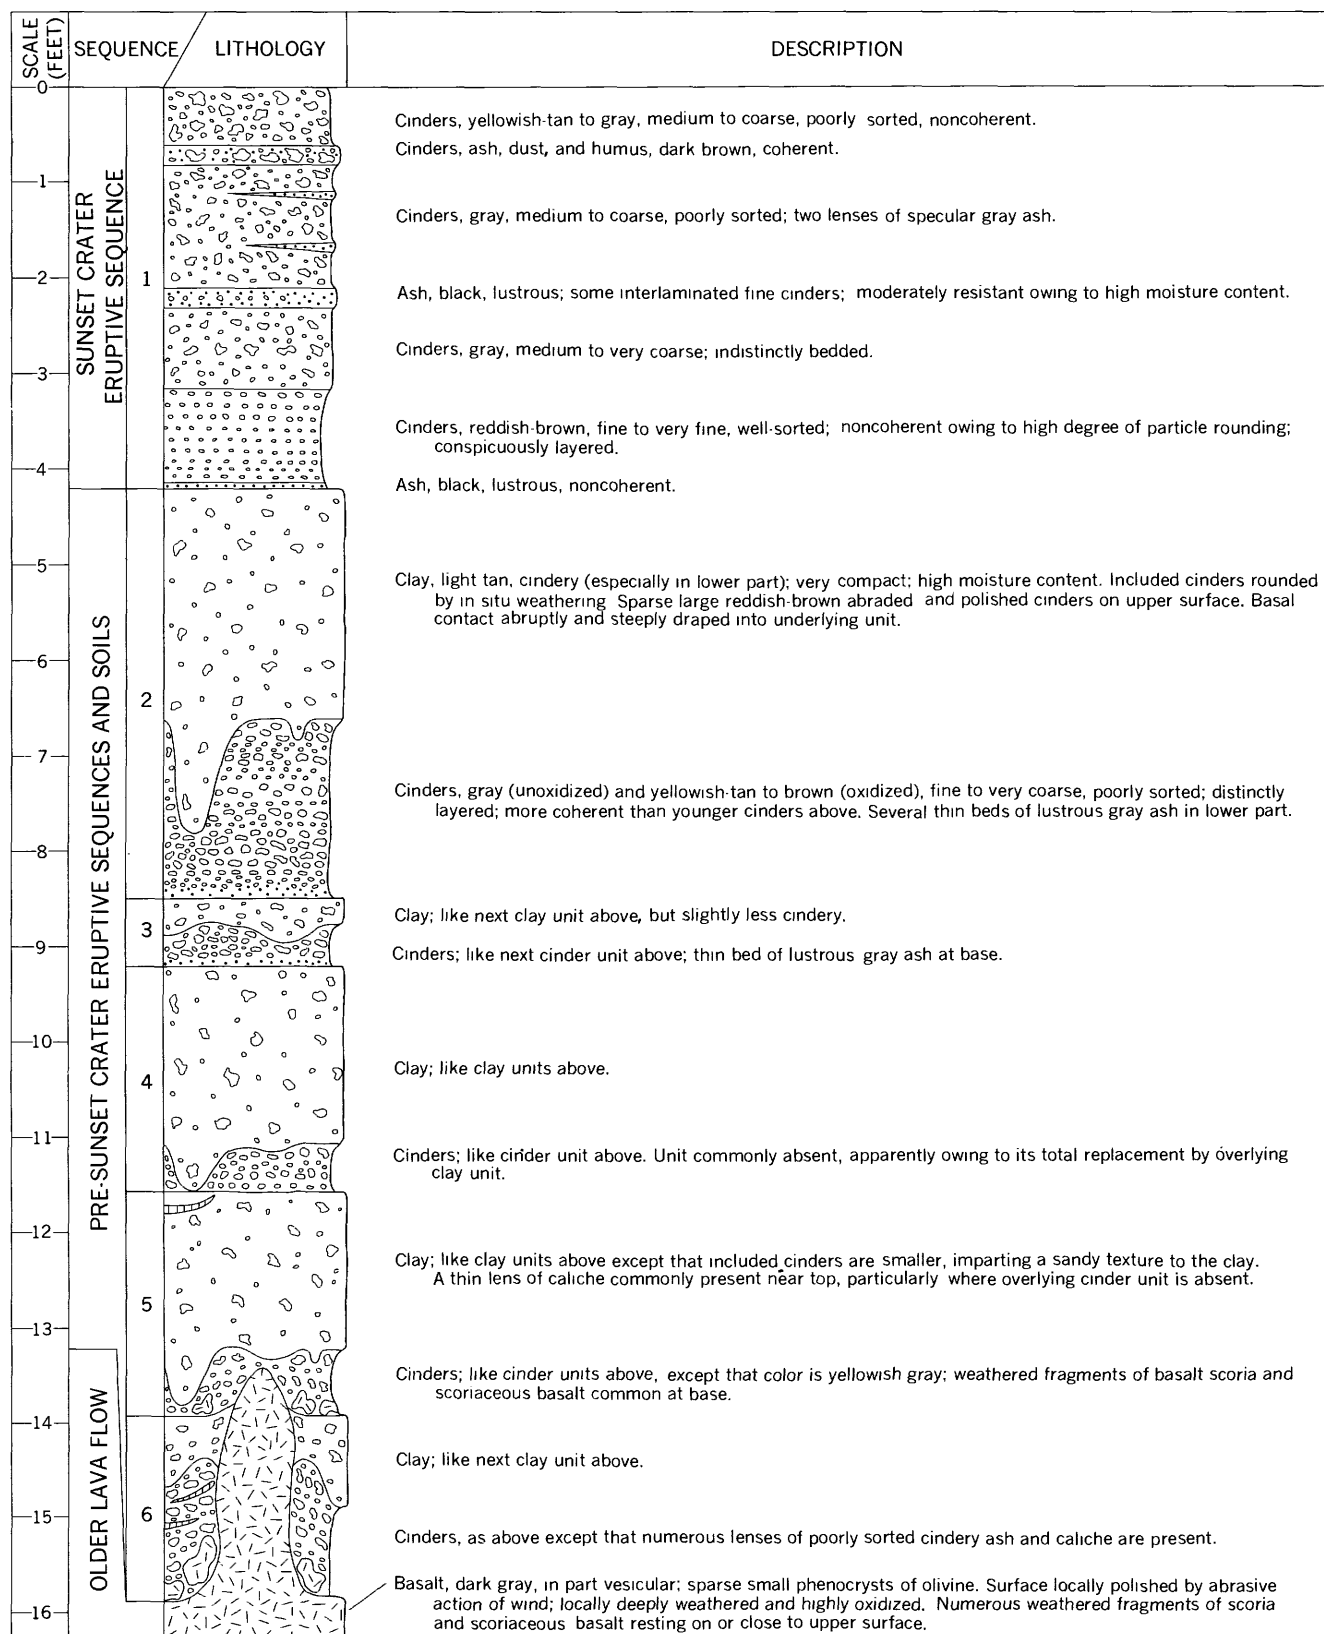 SCALE (FEET)
SEQUENCE
LITHOLOGY
DESCRIPTION
0
1
2
3
4
5
6
7
8
9
10
11
12
13
14
15
16
SUNSET CRATER
ERUPTIVE SEQUENCE
PRE-SUNSET CRATER ERUPTIVE SEQUENCES AND SOILS
OLDER LAVA FLOW
1
2
3
4
5
6
Cinders, yellowish-tan to gray, medium to coarse, poorly sorted, noncoherent.
Cinders, ash, dust, and humus, dark brown, coherent.
Cinders, gray, medium to coarse, poorly sorted; two lenses of specular gray ash.
Ash, black, lustrous; some interlaminated fine cinders; moderately resistant owing to high moisture content.
Cinders, gray, medium to very coarse; indistinctly bedded.
Cinders, reddish-brown, fine to very fine, well-sorted; noncoherent owing to high degree of particle rounding;
conspicuously layered.
Ash, black, lustrous, noncoherent.
Clay, light tan, cindery (especially in lower part); very compact; high moisture content. Included cinders rounded
by in situ weathering Sparse large reddish-brown abraded and polished cinders on upper surface. Basal
contact abruptly and steeply draped into underlying unit.
Cinders, gray (unoxidized) and yellowish-tan to brown (oxidized), fine to very coarse, poorly sorted; distinctly
layered; more coherent than younger cinders above. Several thin beds of lustrous gray ash in lower part.
Clay; like next clay unit above, but slightly less cindery.
Cinders; like next cinder unit above; thin bed of lustrous gray ash at base.
Clay; like clay units above.
Cinders; like cinder unit above. Unit commonly absent, apparently owing to its total replacement by overlying
clay unit.
Clay; like clay units above except that included cinders are smaller, imparting a sandy texture to the clay.
A thin lens of caliche commonly present near top, particularly where overlying cinder unit is absent.
Cinders; like cinder units above, except that color is yellowish gray; weathered fragments of basalt scoria and
scoriaceous basalt common at base.
Clay; like next clay unit above.
Cinders, as above except that numerous lenses of poorly sorted cindery ash and caliche are present.
Basalt, dark gray, in part vesicular; sparse small phenocrysts of olivine. Surface locally polished by abrasive
action of wind; locally deeply weathered and highly oxidized. Numerous weathered fragments of scoria
and scoriaceous basalt resting on or close to upper surface.